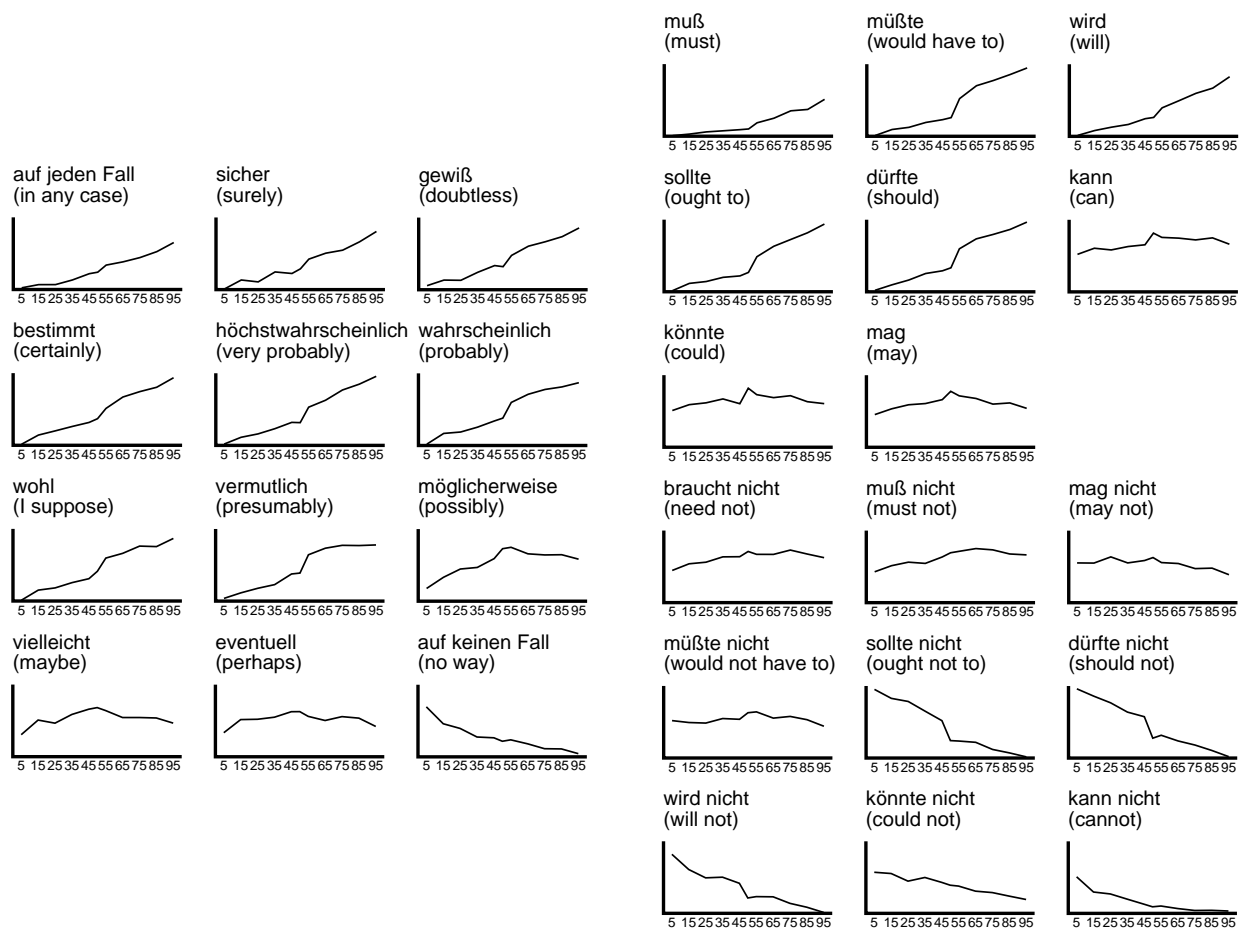 auf jeden Fall
(in any case)
5 15 25 35 45 55 65 75 85 95
sicher
(surely)
5 15 25 35 45 55 65 75 85 95
gewiß
(doubtless)
5 15 25 35 45 55 65 75 85 95
bestimmt
(certainly)
5 15 25 35 45 55 65 75 85 95
höchstwahrscheinlich
(very probably)
5 15 25 35 45 55 65 75 85 95
wahrscheinlich
(probably)
5 15 25 35 45 55 65 75 85 95
wohl
(I suppose)
5 15 25 35 45 55 65 75 85 95
vermutlich
(presumably)
5 15 25 35 45 55 65 75 85 95
möglicherweise
(possibly)
5 15 25 35 45 55 65 75 85 95
vielleicht
(maybe)
5 15 25 35 45 55 65 75 85 95
eventuell
(perhaps)
5 15 25 35 45 55 65 75 85 95
auf keinen Fall
(no way)
5 15 25 35 45 55 65 75 85 95
muß
(must)
5 15 25 35 45 55 65 75 85 95
müßte
(would have to)
5 15 25 35 45 55 65 75 85 95
wird
(will)
5 15 25 35 45 55 65 75 85 95
sollte
(ought to)
5 15 25 35 45 55 65 75 85 95
dürfte
(should)
5 15 25 35 45 55 65 75 85 95
kann
(can)
5 15 25 35 45 55 65 75 85 95
könnte
(could)
5 15 25 35 45 55 65 75 85 95
mag
(may)
5 15 25 35 45 55 65 75 85 95
braucht nicht
(need not)
5 15 25 35 45 55 65 75 85 95
muß nicht
(must not)
5 15 25 35 45 55 65 75 85 95
mag nicht
(may not)
5 15 25 35 45 55 65 75 85 95
müßte nicht
(would not have to)
5 15 25 35 45 55 65 75 85 95
sollte nicht
(ought not to)
5 15 25 35 45 55 65 75 85 95
dürfte nicht
(should not)
5 15 25 35 45 55 65 75 85 95
wird nicht
(will not)
5 15 25 35 45 55 65 75 85 95
könnte nicht
(could not)
5 15 25 35 45 55 65 75 85 95
kann nicht
(cannot)
5 15 25 35 45 55 65 75 85 95